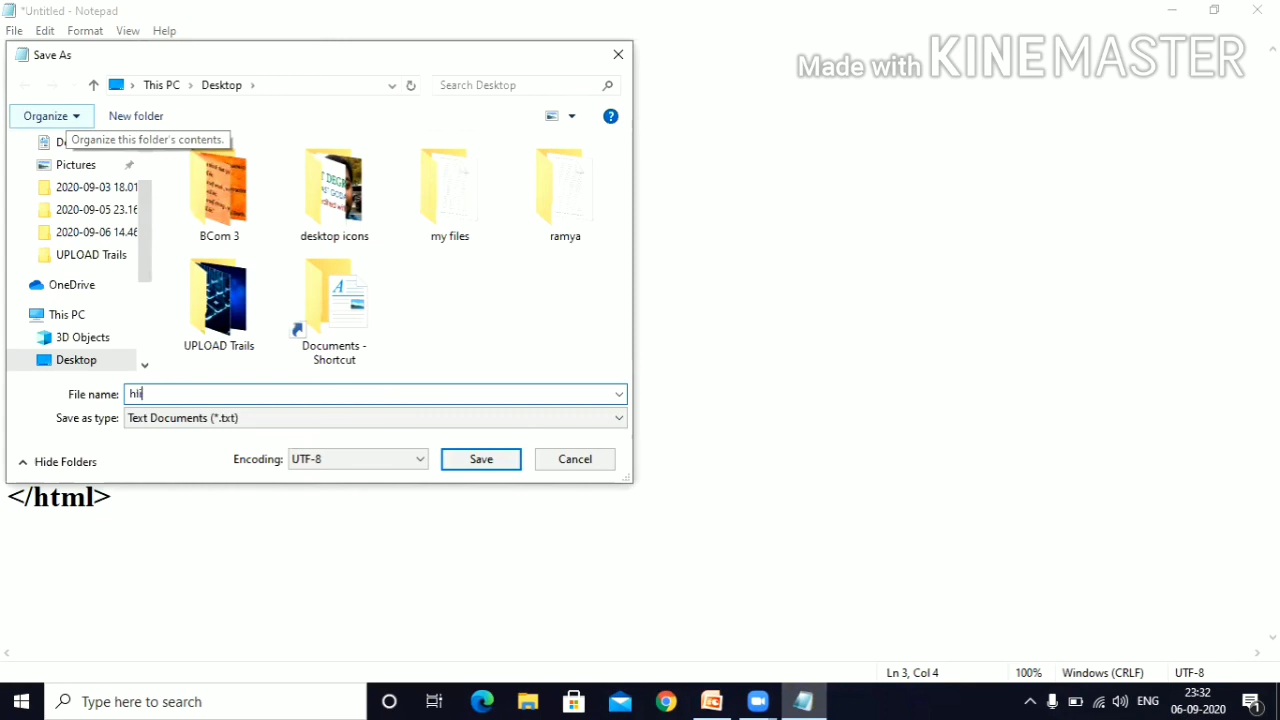 *Untitled - Notepad
File Edit Format View Help
Made with KINEMASTER
Save As
This PC > Desktop >
Search Desktop
Organize
New folder
Organize this folder's contents.
Pictures
2020-09-03 18.01
2020-09-05 23.16
2020-09-06 14.46
UPLOAD Trails
OneDrive
This PC
3D Objects
Desktop
BCom 3
desktop icons
my files
ramya
UPLOAD Trails
Documents -
Shortcut
File name: hli
Save as type: Text Documents (*.txt)
Hide Folders
Encoding: UTF-8
Save
Cancel
</html>
Ln 3, Col 4
100%
Windows (CRLF)
UTF-8
Type here to search
ENG
23:32
06-09-2020
1